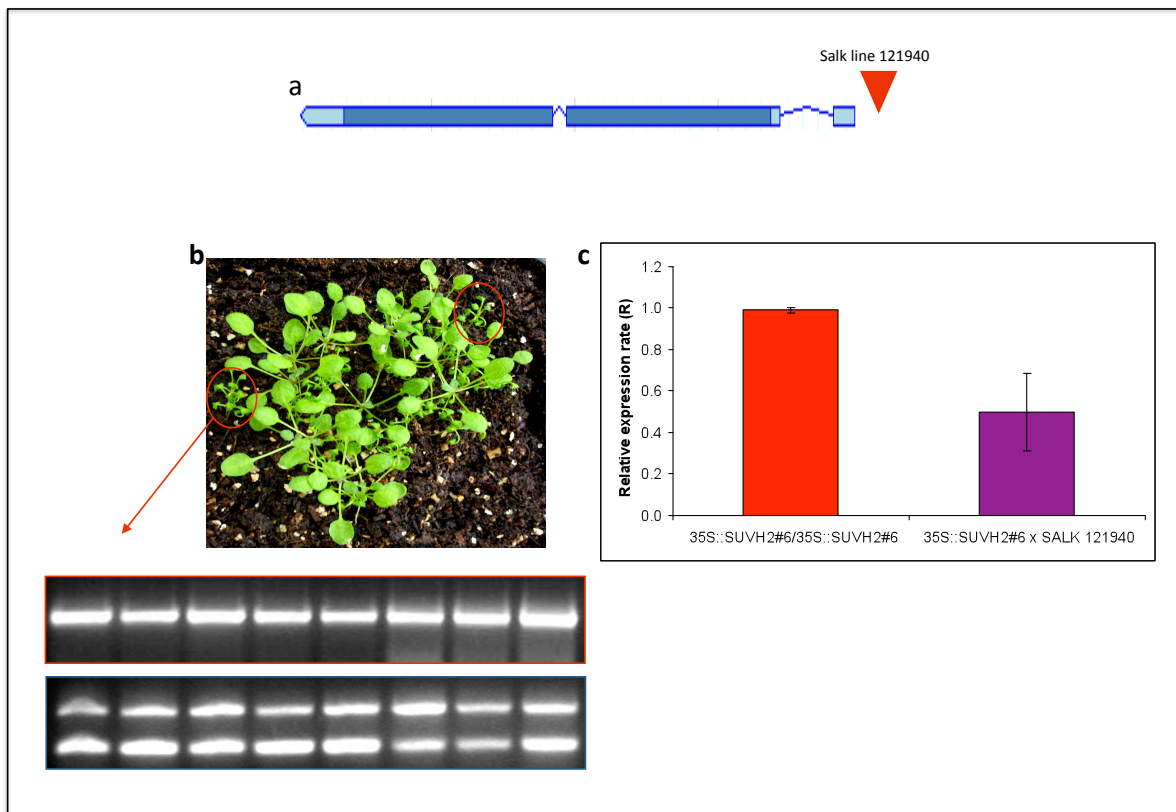 Salk line 121940
a
b
c
1.2
1.0
0.8
0.6
0.4
0.2
0.0
Relative expression rate (R)
35S::SUVH2#6/35S::SUVH2#6
35S::SUVH2#6 x SALK 121940